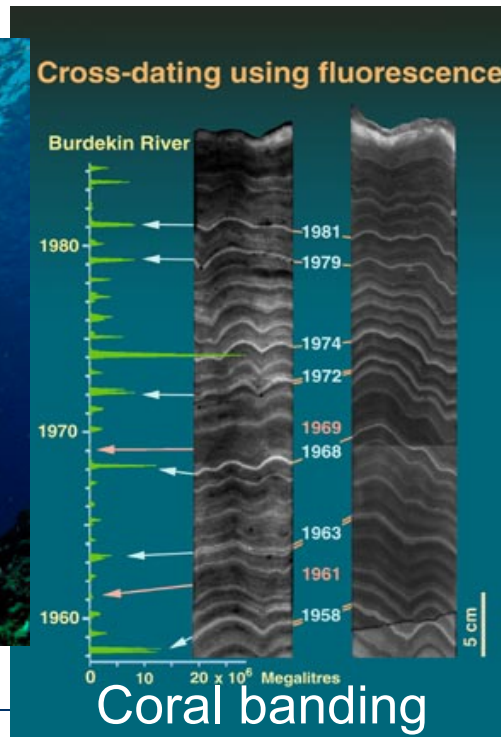 Cross-dating using fluorescence
Burdekin River
1981
1980
1979
1974
1972
1970
1969
1968
1963
1961
1960
1958
5 cm
0 10 20 x 10⁶ Megalitres
Coral banding